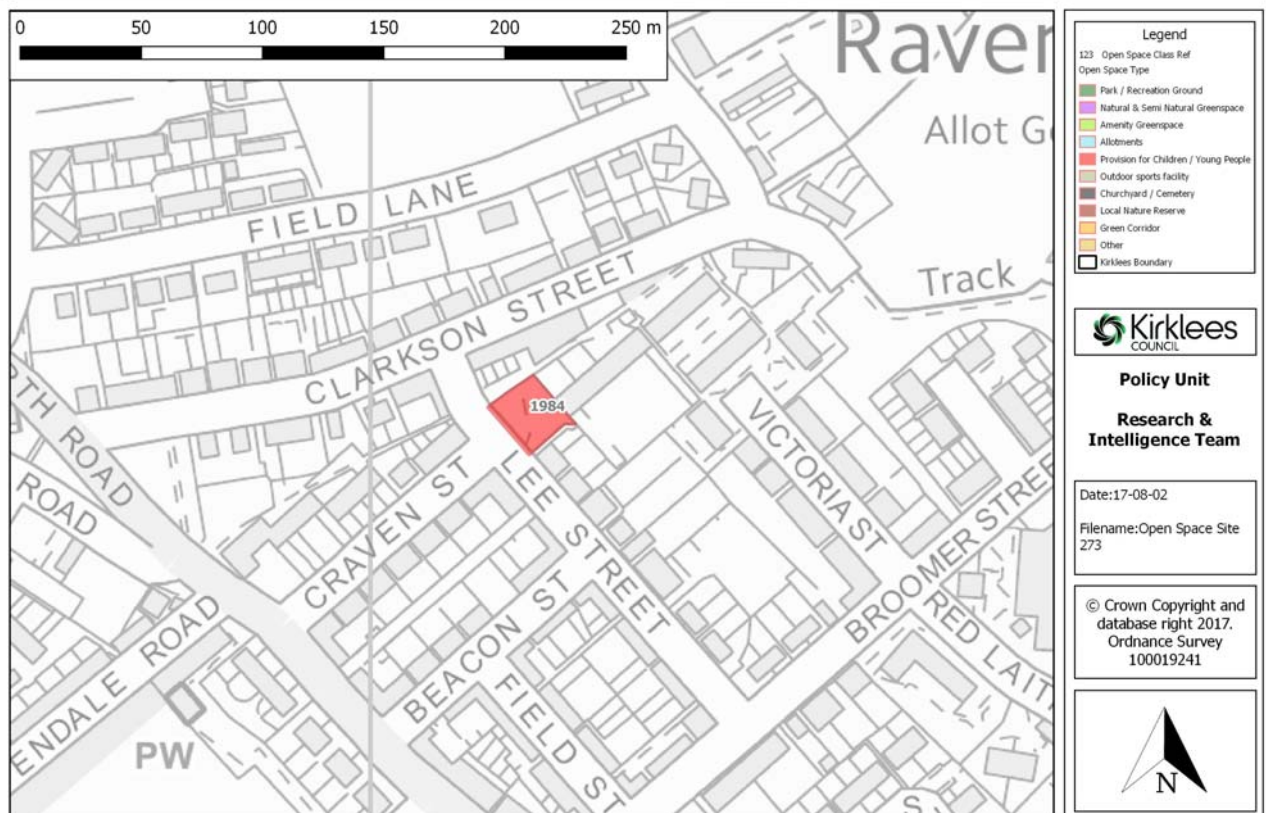 0 50 100 150 200 250 m
Raven
Allot G
FIELD LANE
CLARKSON STREET
Track
1984
RTH ROAD
ROAD
CRAVEN ST
LEE STREET
VICTORIA ST
BROOMER STREE
RED LAIT
BEACON ST
FIELD ST
ENDALE ROAD
PW
S
Legend
123 Open Space Class Ref
Open Space Type
Park / Recreation Ground
Natural & Semi Natural Greenspace
Amenity Greenspace
Allotments
Provision for Children / Young People
Outdoor sports facility
Churchyard / Cemetery
Local Nature Reserve
Green Corridor
Other
Kirklees Boundary
Kirklees
COUNCIL
Policy Unit
Research &
Intelligence Team
Date:17-08-02
Filename:Open Space Site
273
© Crown Copyright and
database right 2017.
Ordnance Survey
100019241
N